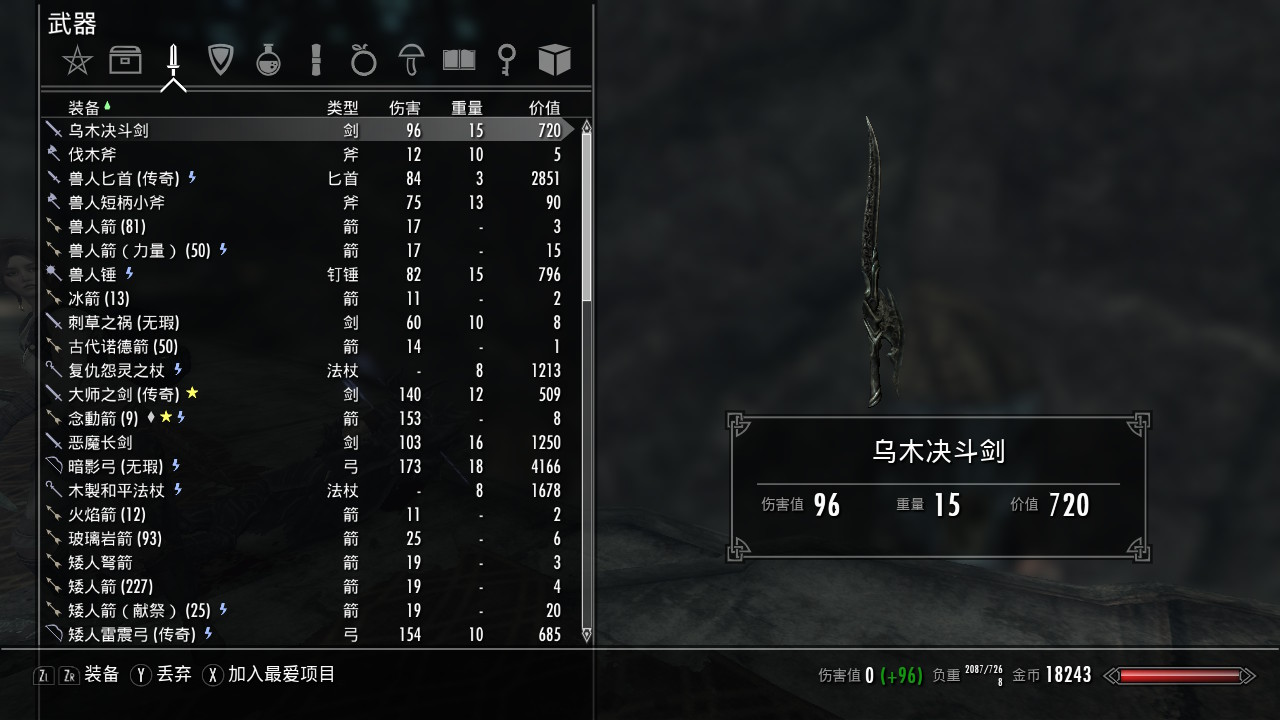 武器
装备 类型 伤害 重量 价值
乌木决斗剑 剑 96 15 720
伐木斧 斧 12 10 5
兽人匕首 (传奇) 匕首 84 3 2851
兽人短柄小斧 斧 75 13 90
兽人箭 (81) 箭 17 - 3
兽人箭（力量）(50) 箭 17 - 15
兽人锤 钉锤 82 15 796
冰箭 (13) 箭 11 - 2
刺草之祸 (无瑕) 剑 60 10 8
古代诺德箭 (50) 箭 14 - 1
复仇怨灵之杖 法杖 - 8 1213
大师之剑 (传奇) 剑 140 12 509
念動箭 (9) 箭 153 - 8
恶魔长剑 剑 103 16 1250
暗影弓 (无瑕) 弓 173 18 4166
木製和平法杖 法杖 - 8 1678
火焰箭 (12) 箭 11 - 2
玻璃岩箭 (93) 箭 25 - 6
矮人弩箭 箭 19 - 3
矮人箭 (227) 箭 19 - 4
矮人箭（献祭）(25) 箭 19 - 20
矮人雷震弓 (传奇) 弓 154 10 685
乌木决斗剑
伤害值 96 重量 15 价值 720
ZL ZR 装备 Y 丢弃 X 加入最爱项目
伤害值 0 (+96) 负重 2087/726
8 金币 18243